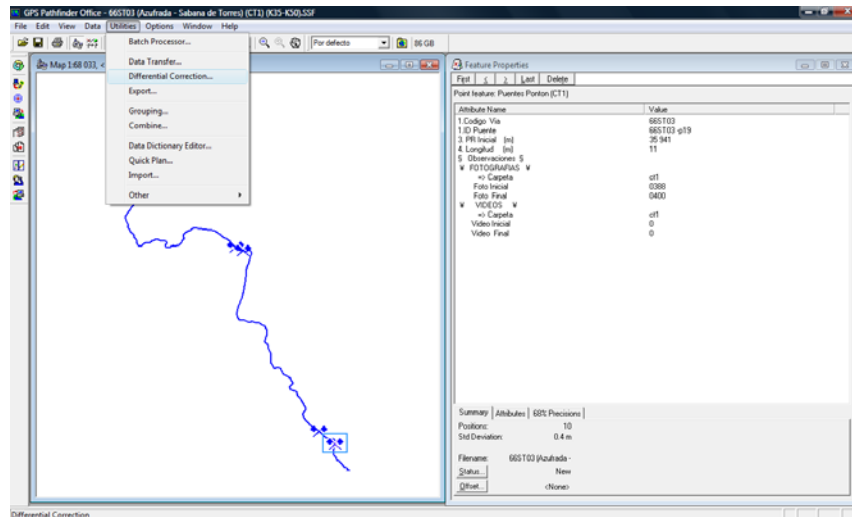 GPS Pathfinder Office - 66ST03 (Azufrada - Sabana de Torres) (CT1) (K35-K50).SSF
File Edit View Data Utilities Options Window Help
Por defecto 86 GB
Batch Processor...
Data Transfer...
Differential Correction...
Export...
Grouping...
Combine...
Data Dictionary Editor...
Quick Plan...
Import...
Other
Map 1:68 033, <
Feature Properties
First < > Last Delete
Point feature: Puentes Ponton (CT1)
Attribute Name Value
1.Codigo Via 66ST03
1.ID Puente 66ST03-p19
3. PR Inicial (m) 35 941
4. Longitud (m) 11
§ Observaciones §
¥ FOTOGRAFIAS ¥
=> Carpeta ct1
Foto Inicial 0388
Foto Final 0400
¥ VIDEOS ¥
=> Carpeta ct1
Video Inicial 0
Video Final 0
Summary Attributes 68% Precisions
Positions: 10
Std Deviation: 0.4 m
Filename: 66ST03 (Azufrada -
Status... New
Offset... <None>
Differential Correction